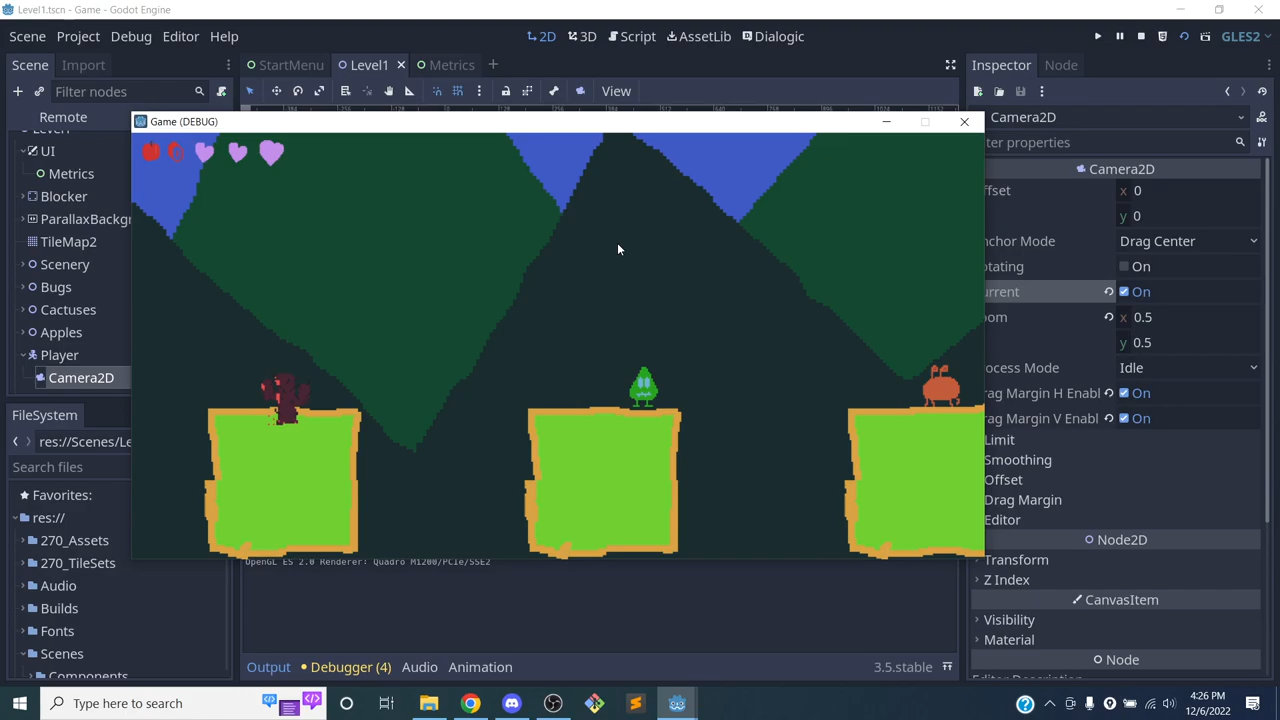 Level1.tscn - Game - Godot Engine
Scene Project Debug Editor Help
2D 3D Script AssetLib Dialogic
GLES2
Scene Import
StartMenu Level1 Metrics
Inspector Node
Filter nodes
View
Remote
Game (DEBUG)
Camera2D
UI
Metrics
Blocker
ParallaxBackgr
TileMap2
Scenery
Bugs
Cactuses
Apples
Player
Camera2D
FileSystem
res://Scenes/Le
Search files
Favorites:
res://
270_Assets
270_TileSets
Audio
Builds
Fonts
Scenes
Components
ter properties
Camera2D
ffset x 0
y 0
nchor Mode Drag Center
otating On
urrent On
oom x 0.5
y 0.5
rocess Mode Idle
rag Margin H Enabl On
rag Margin V Enabl On
Limit
Smoothing
Offset
Drag Margin
Editor
Node2D
Transform
Z Index
CanvasItem
Visibility
Material
Node
Editor Description
OpenGL ES 2.0 Renderer: Quadro M1200/PCIe/SSE2
Output Debugger (4) Audio Animation 3.5.stable
Type here to search
4:26 PM
12/6/2022